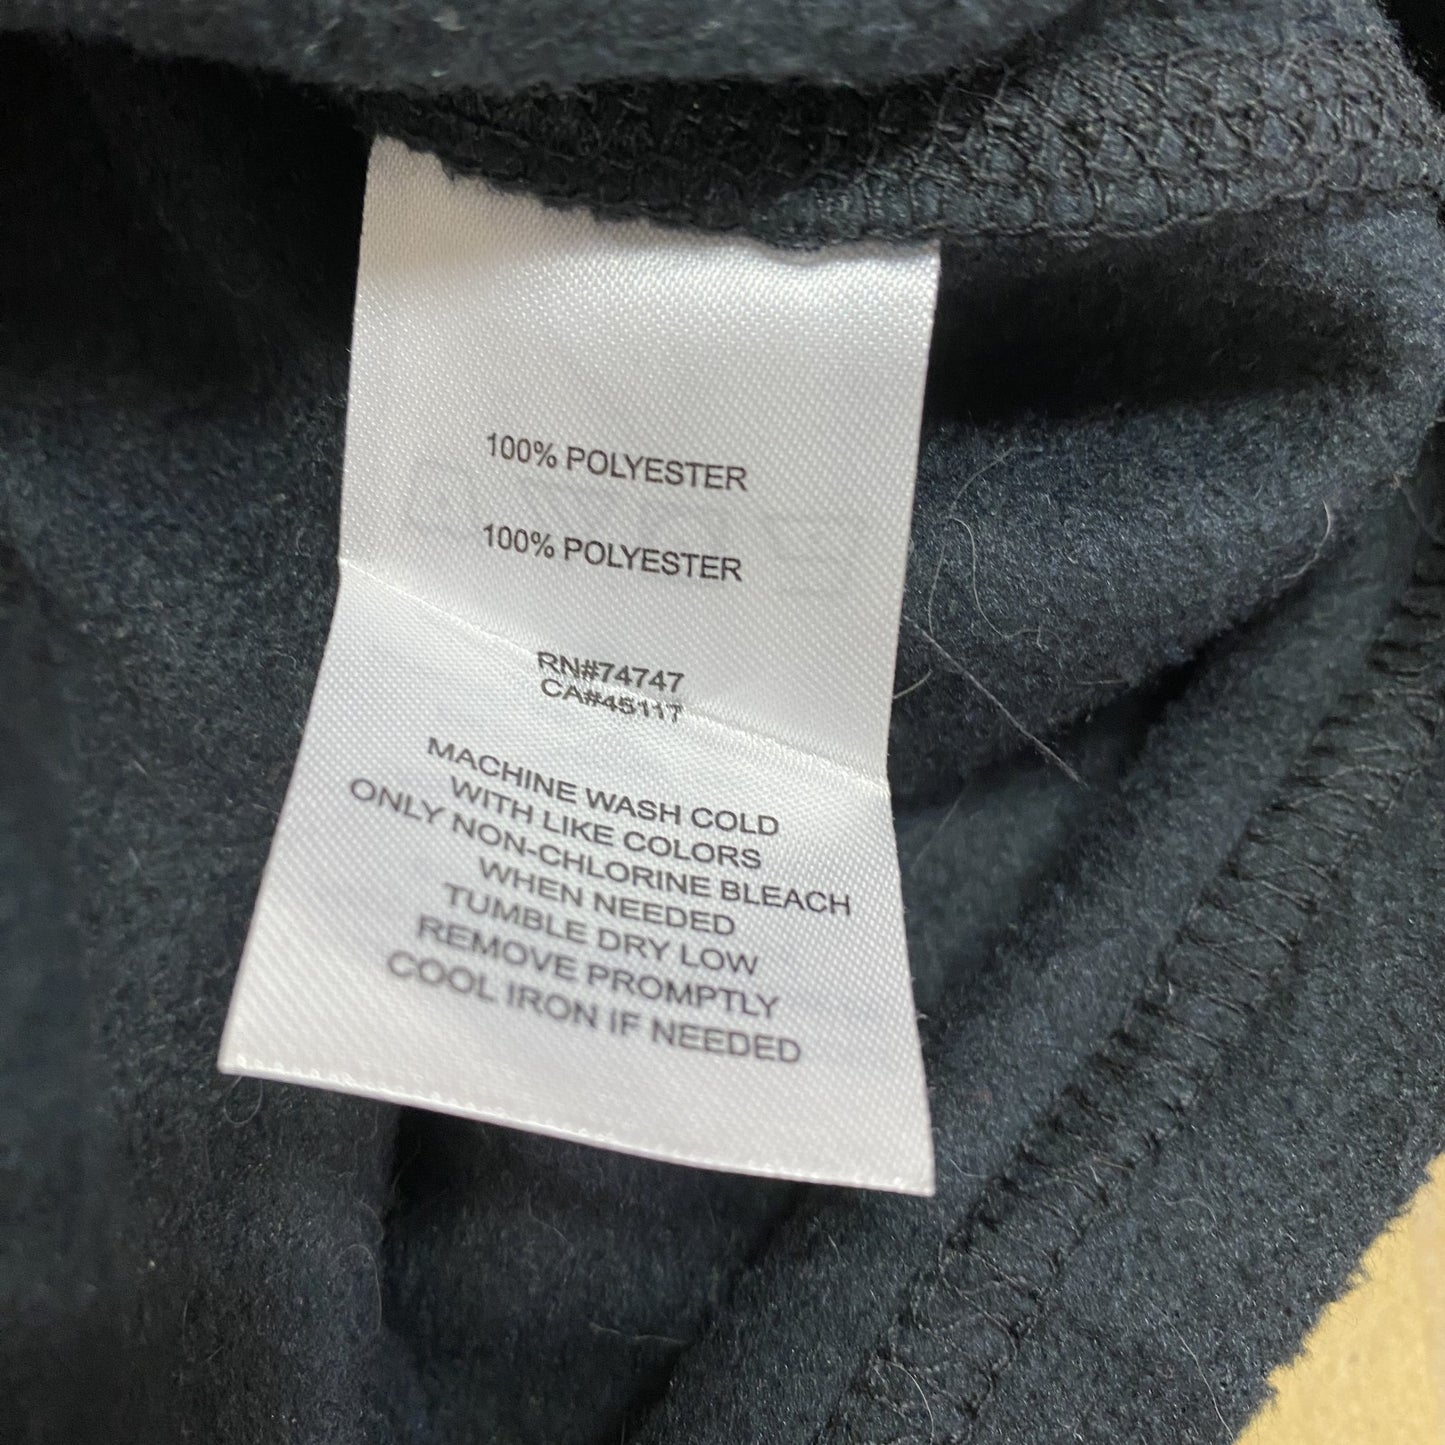 100% POLYESTER
100% POLYESTER
RN#74747
CA#45117
MACHINE WASH COLD
WITH LIKE COLORS
ONLY NON-CHLORINE BLEACH
WHEN NEEDED
TUMBLE DRY LOW
REMOVE PROMPTLY
COOL IRON IF NEEDED